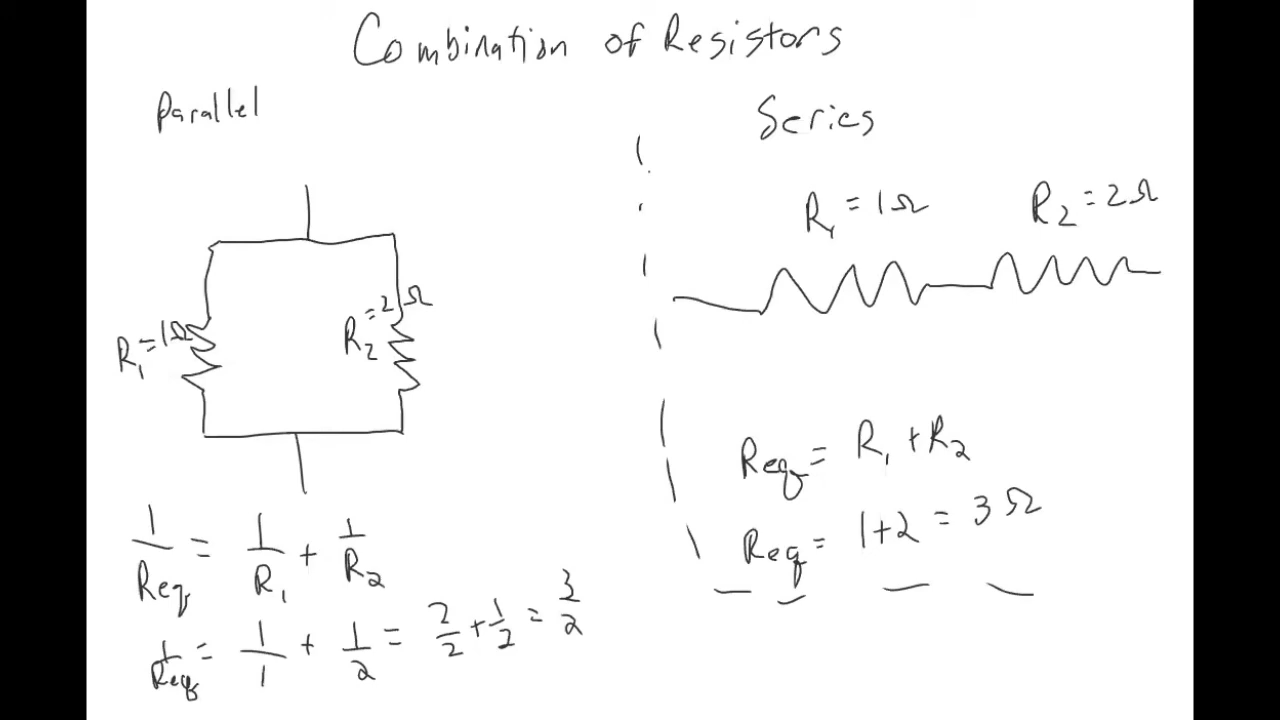 Combination of Resistors
Parallel
R₁ = 1Ω
R₂ = 2Ω
1/Req = 1/R₁ + 1/R₂
1/Req = 1/1 + 1/2 = 2/2 + 1/2 = 3/2
Series
R₁ = 1Ω
R₂ = 2Ω
Req = R₁ + R₂
Req = 1+2 = 3Ω